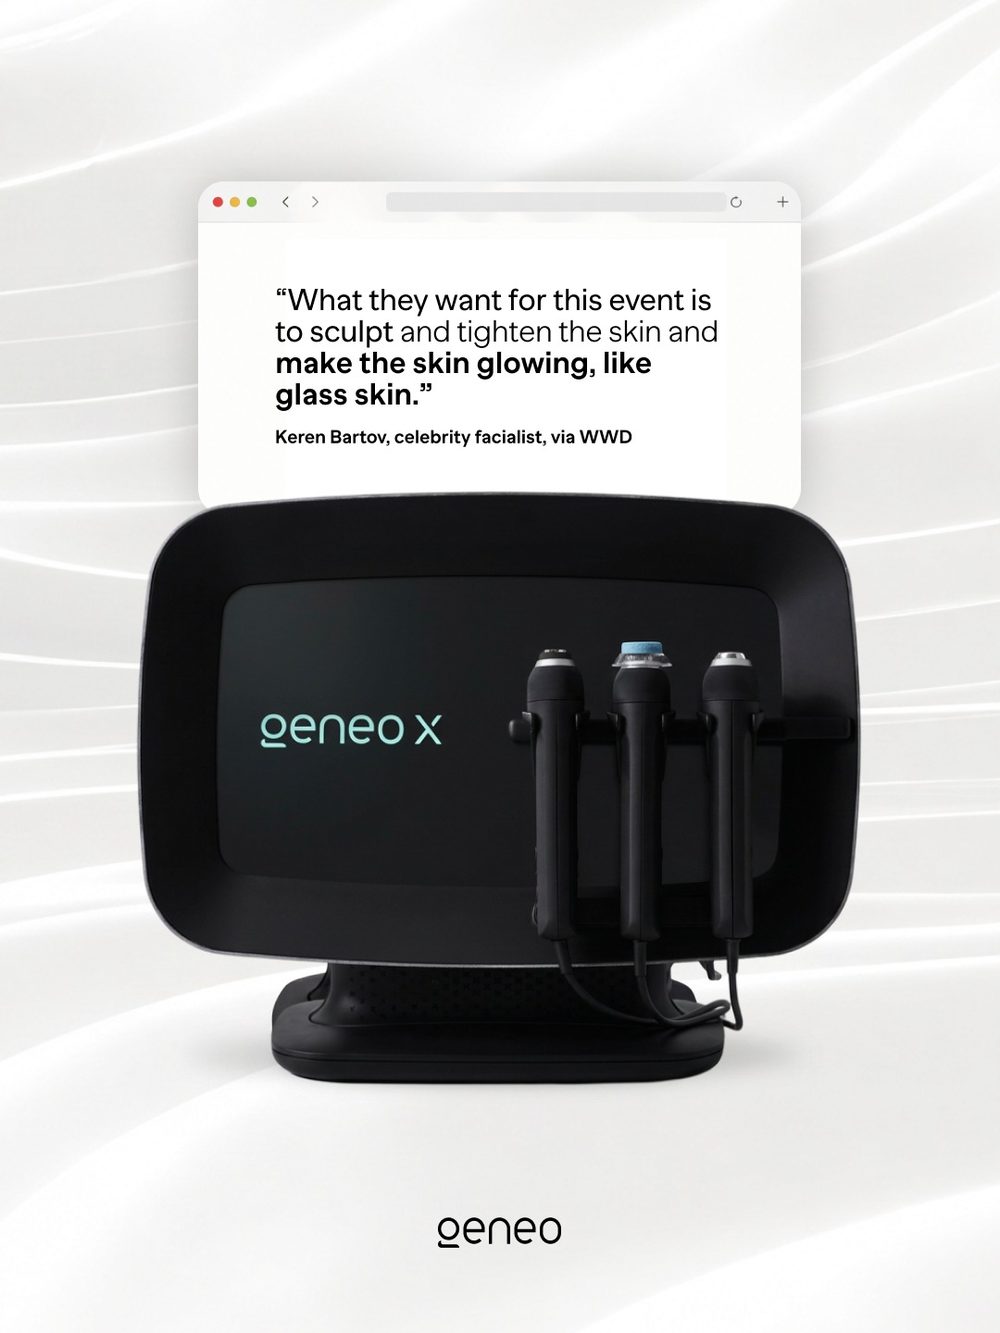 “What they want for this event is
to sculpt and tighten the skin and
make the skin glowing, like
glass skin.”
Keren Bartov, celebrity facialist, via WWD
geneo x
geneo